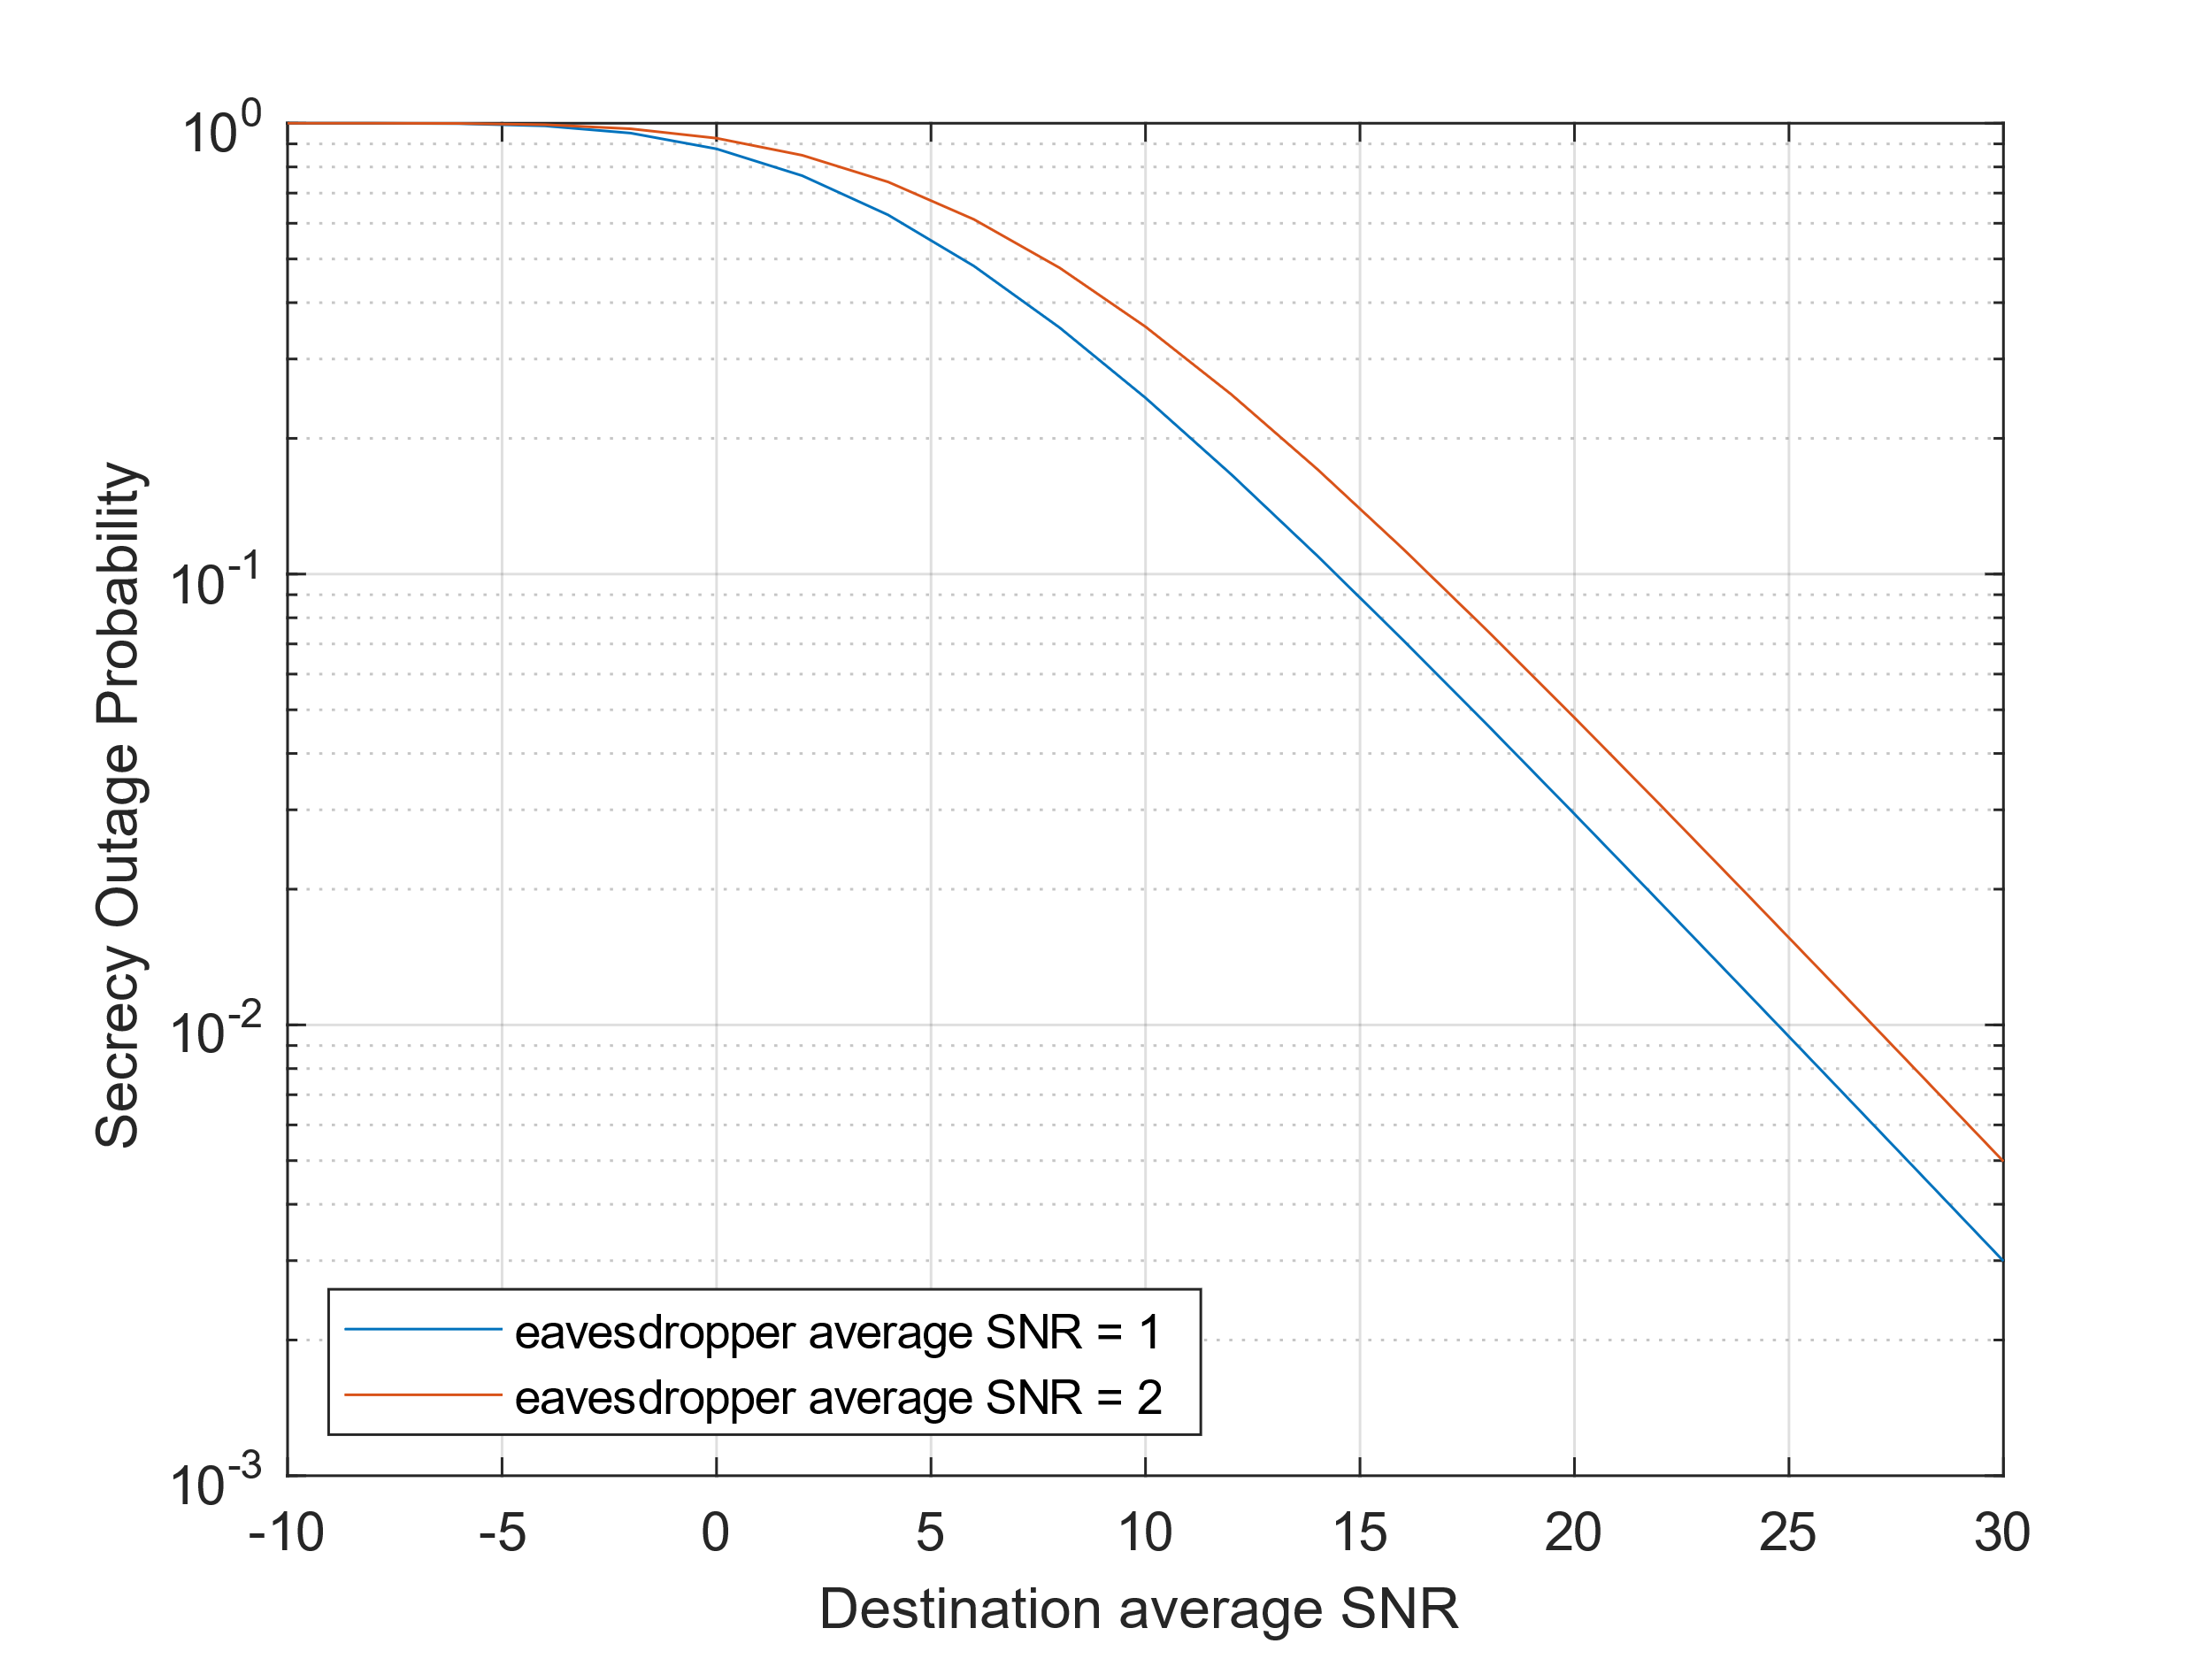 10^0
10^-1
10^-2
10^-3
Secrecy Outage Probability
eavesdropper average SNR = 1
eavesdropper average SNR = 2
-10 -5 0 5 10 15 20 25 30
Destination average SNR